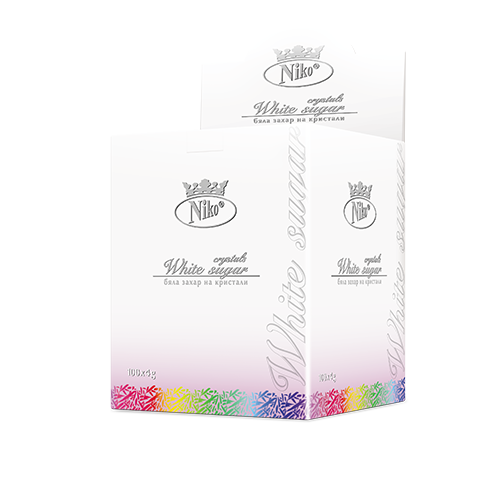 Niko®
crystals
White sugar
бяла захар на кристали
Niko®
crystals
White sugar
бяла захар на кристали
100x4g
White sugar
Niko®
crystals
White sugar
бяла захар на кристали
100x4g